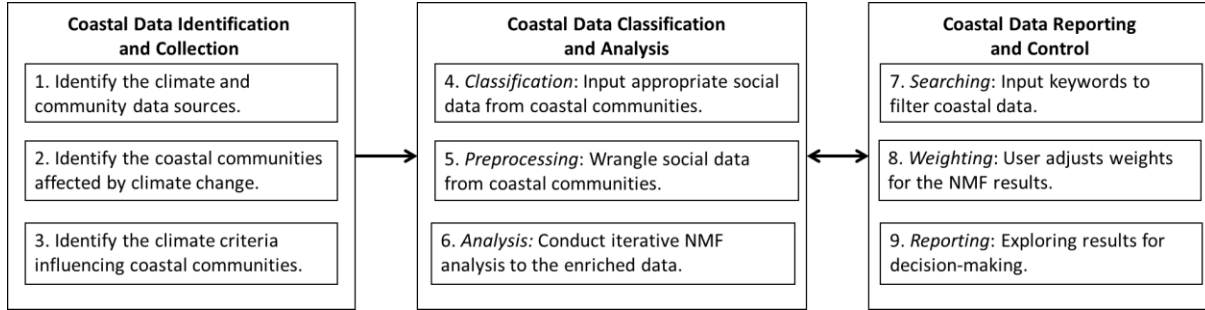 Coastal Data Identification
and Collection
1. Identify the climate and
community data sources.
2. Identify the coastal communities
affected by climate change.
3. Identify the climate criteria
influencing coastal communities.
Coastal Data Classification
and Analysis
4. Classification: Input appropriate social
data from coastal communities.
5. Preprocessing: Wrangle social data
from coastal communities.
6. Analysis: Conduct iterative NMF
analysis to the enriched data.
Coastal Data Reporting
and Control
7. Searching: Input keywords to
filter coastal data.
8. Weighting: User adjusts weights
for the NMF results.
9. Reporting: Exploring results for
decision-making.